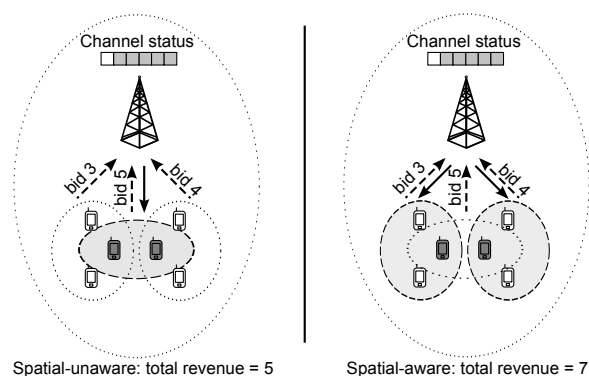 Channel status
bid 3
bid 5
bid 4
Spatial-unaware: total revenue = 5
Channel status
bid 3
bid 5
bid 4
Spatial-aware: total revenue = 7